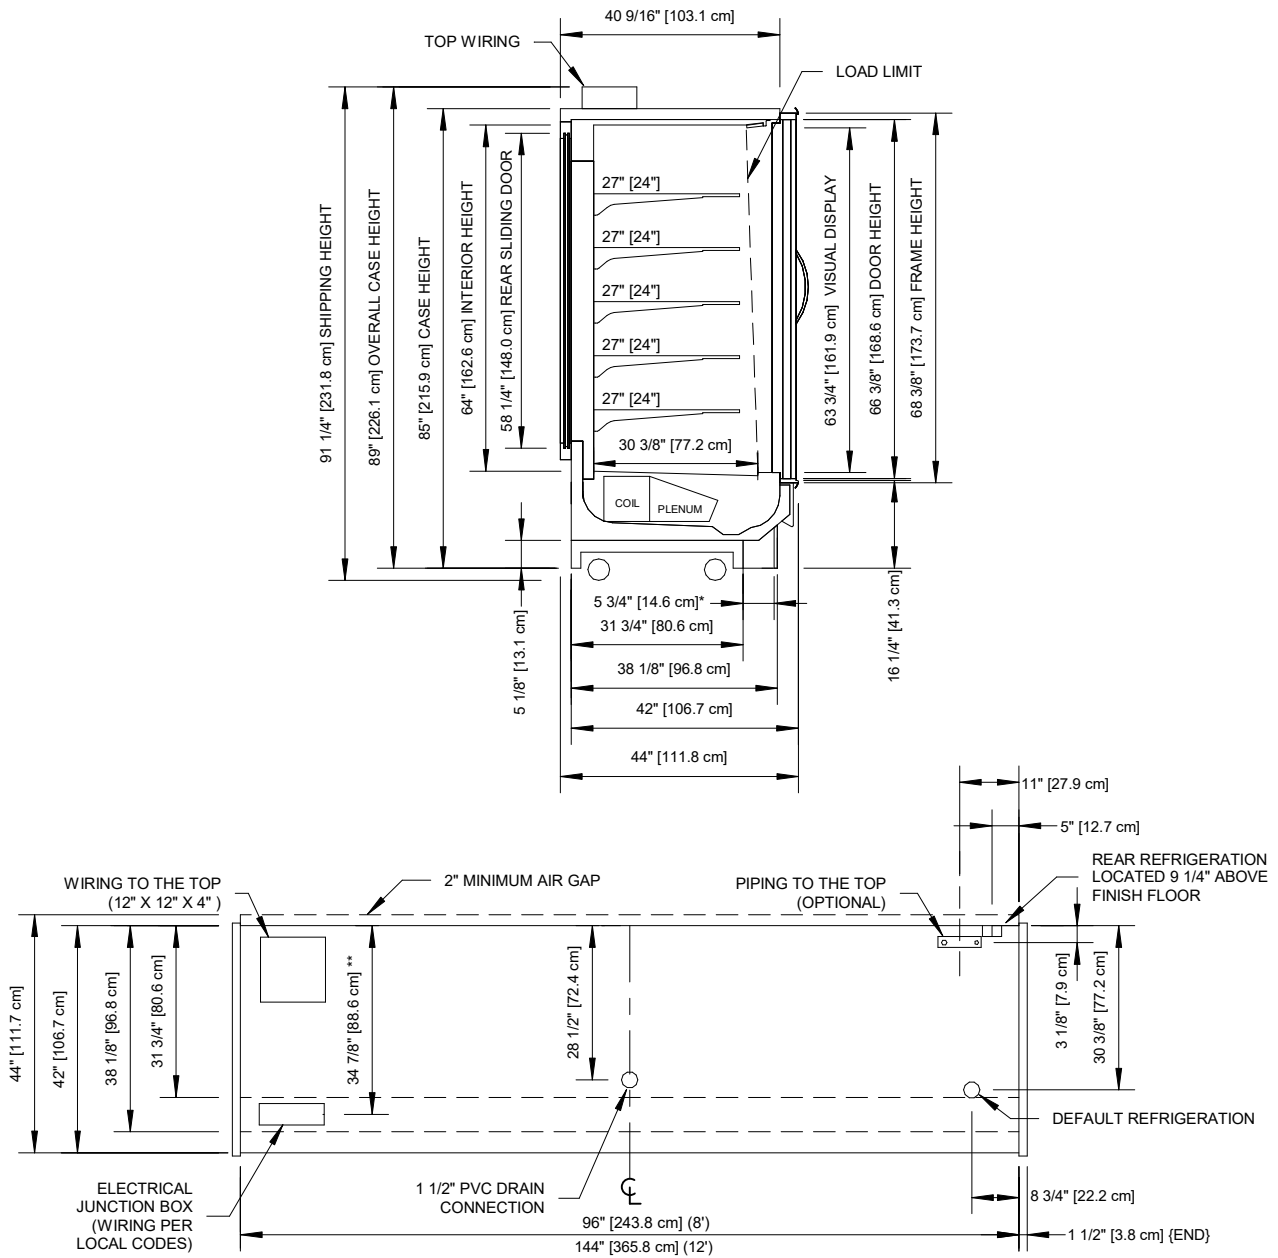 40 9/16" [103.1 cm]
TOP WIRING
LOAD LIMIT
91 1/4" [231.8 cm] SHIPPING HEIGHT
89" [226.1 cm] OVERALL CASE HEIGHT
85" [215.9 cm] CASE HEIGHT
64" [162.6 cm] INTERIOR HEIGHT
58 1/4" [148.0 cm] REAR SLIDING DOOR
27" [24"]
27" [24"]
27" [24"]
27" [24"]
27" [24"]
30 3/8" [77.2 cm]
COIL
PLENUM
63 3/4" [161.9 cm] VISUAL DISPLAY
66 3/8" [168.6 cm] DOOR HEIGHT
68 3/8" [173.7 cm] FRAME HEIGHT
5 1/8" [13.1 cm]
16 1/4" [41.3 cm]
5 3/4" [14.6 cm]*
31 3/4" [80.6 cm]
38 1/8" [96.8 cm]
42" [106.7 cm]
44" [111.8 cm]
11" [27.9 cm]
5" [12.7 cm]
WIRING TO THE TOP
(12" X 12" X 4" )
2" MINIMUM AIR GAP
PIPING TO THE TOP
(OPTIONAL)
REAR REFRIGERATION
LOCATED 9 1/4" ABOVE
FINISH FLOOR
44" [111.7 cm]
42" [106.7 cm]
38 1/8" [96.8 cm]
31 3/4" [80.6 cm]
34 7/8" [88.6 cm] **
28 1/2" [72.4 cm]
3 1/8" [7.9 cm]
30 3/8" [77.2 cm]
DEFAULT REFRIGERATION
ELECTRICAL
JUNCTION BOX
(WIRING PER
LOCAL CODES)
1 1/2" PVC DRAIN
CONNECTION
℄
8 3/4" [22.2 cm]
96" [243.8 cm] (8')
144" [365.8 cm] (12')
1 1/2" [3.8 cm] {END}